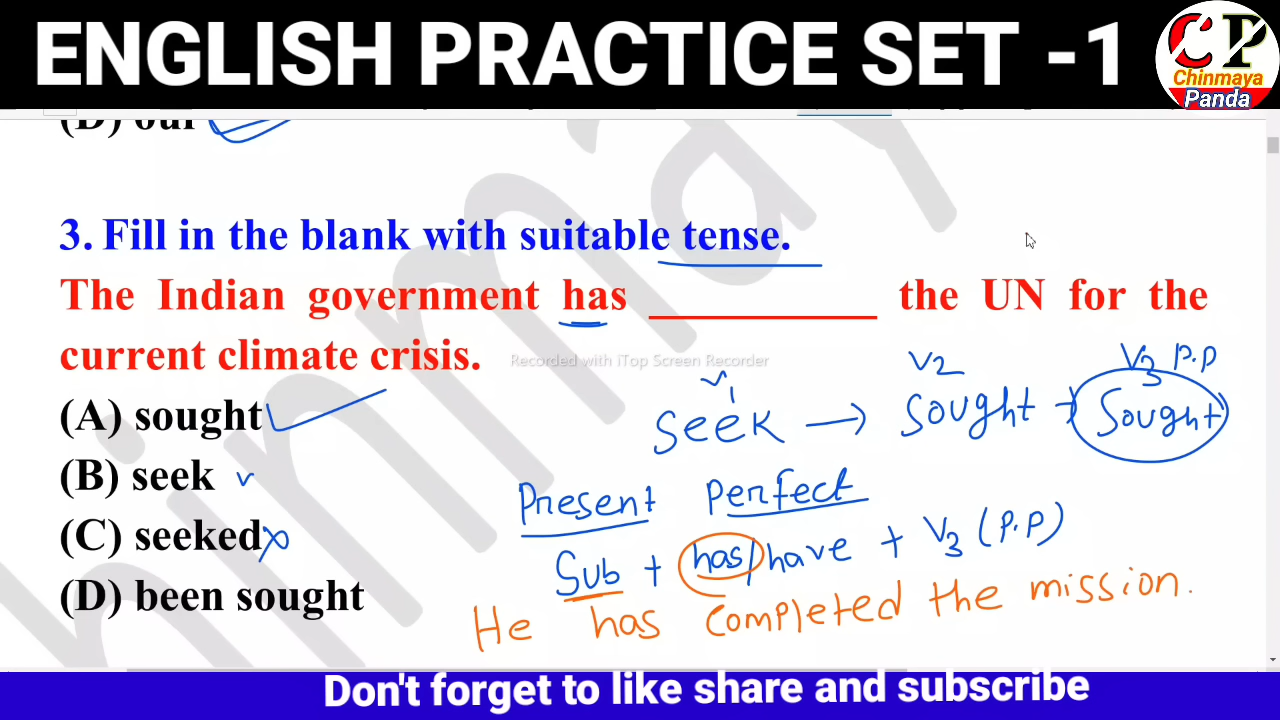 ENGLISH PRACTICE SET -1
CP
Chinmaya
Panda
(D) our
3. Fill in the blank with suitable tense.
The Indian government has __________ the UN for the
current climate crisis.
Recorded with iTop Screen Recorder
V1 V2 V3 P.P
(A) sought
seek → sought → sought
(B) seek
Present Perfect
(C) seeked
Sub + has/have + V3 (P.P)
(D) been sought
He has completed the mission.
Don't forget to like share and subscribe